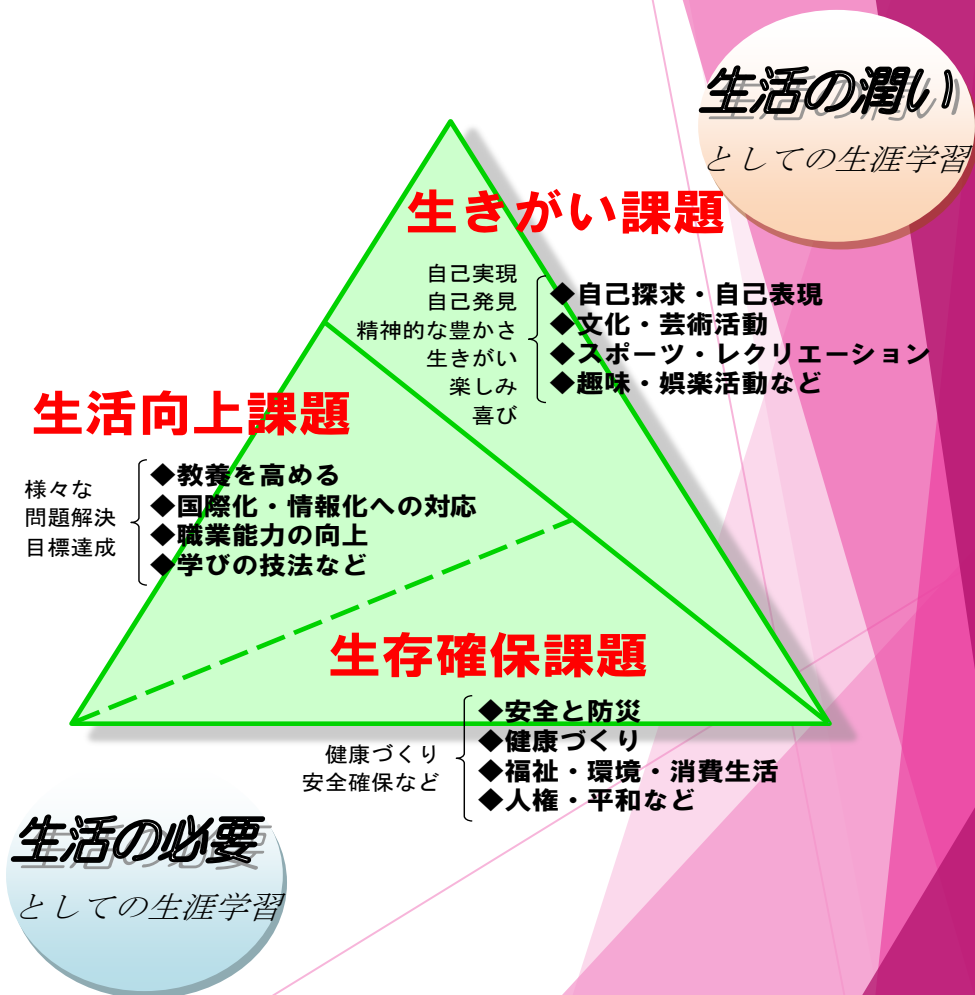 生活の潤い
としての生涯学習
生きがい課題
自己実現
自己発見
精神的な豊かさ
生きがい
楽しみ
喜び
◆自己探求・自己表現
◆文化・芸術活動
◆スポーツ・レクリエーション
◆趣味・娯楽活動など
生活向上課題
様々な
問題解決
目標達成
◆教養を高める
◆国際化・情報化への対応
◆職業能力の向上
◆学びの技法など
生存確保課題
健康づくり
安全確保など
◆安全と防災
◆健康づくり
◆福祉・環境・消費生活
◆人権・平和など
生活の必要
としての生涯学習